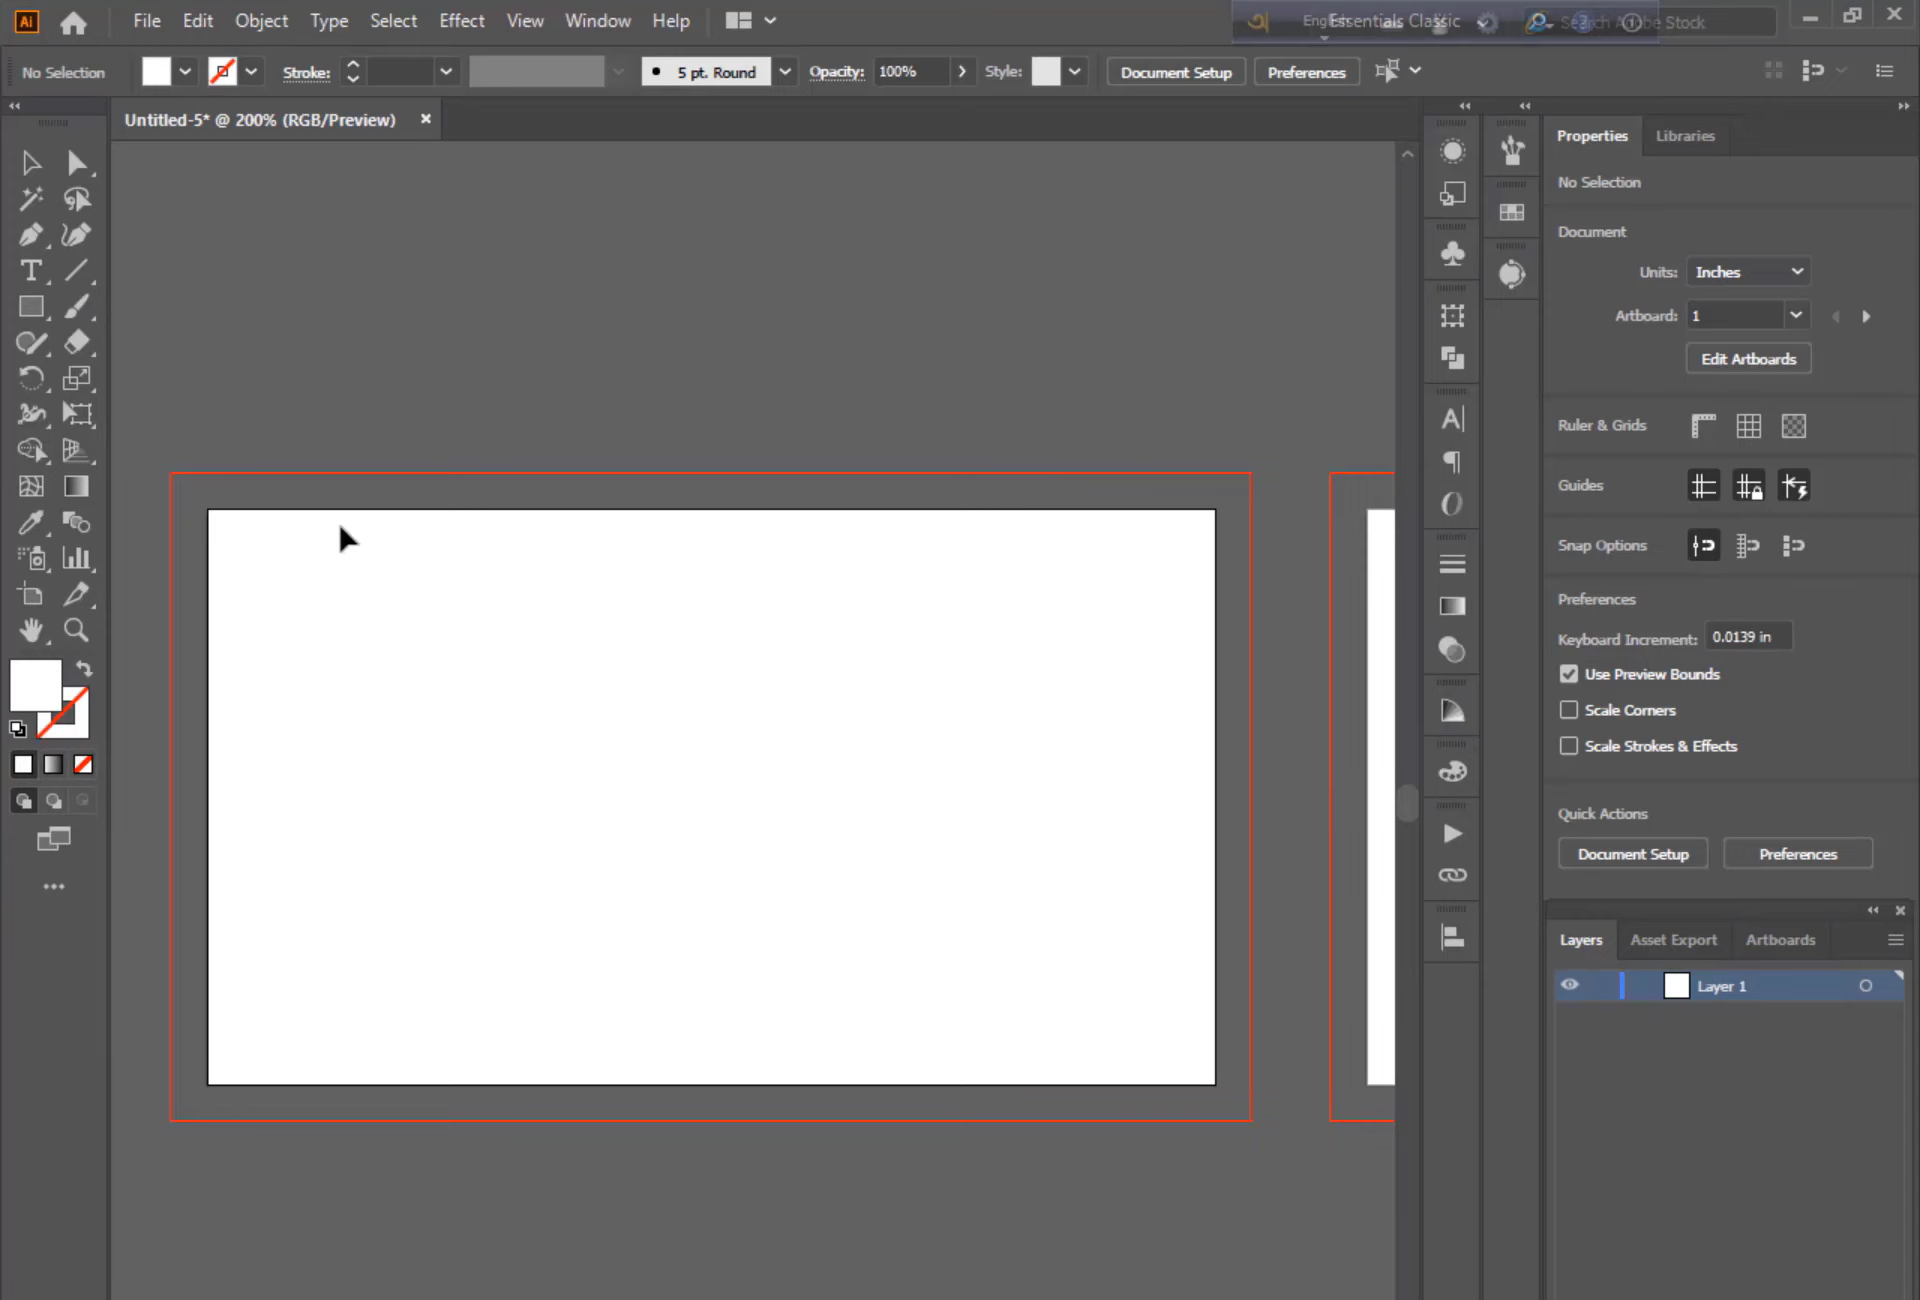 Ai File Edit Object Type Select Effect View Window Help
Essentials Classic
Search Adobe Stock
No Selection Stroke: 5 pt. Round Opacity: 100% Style: Document Setup Preferences
Untitled-5* @ 200% (RGB/Preview)
Properties Libraries
No Selection
Document
Units: Inches
Artboard: 1
Edit Artboards
Ruler & Grids
Guides
Snap Options
Preferences
Keyboard Increment: 0.0139 in
Use Preview Bounds
Scale Corners
Scale Strokes & Effects
Quick Actions
Document Setup Preferences
Layers Asset Export Artboards
Layer 1